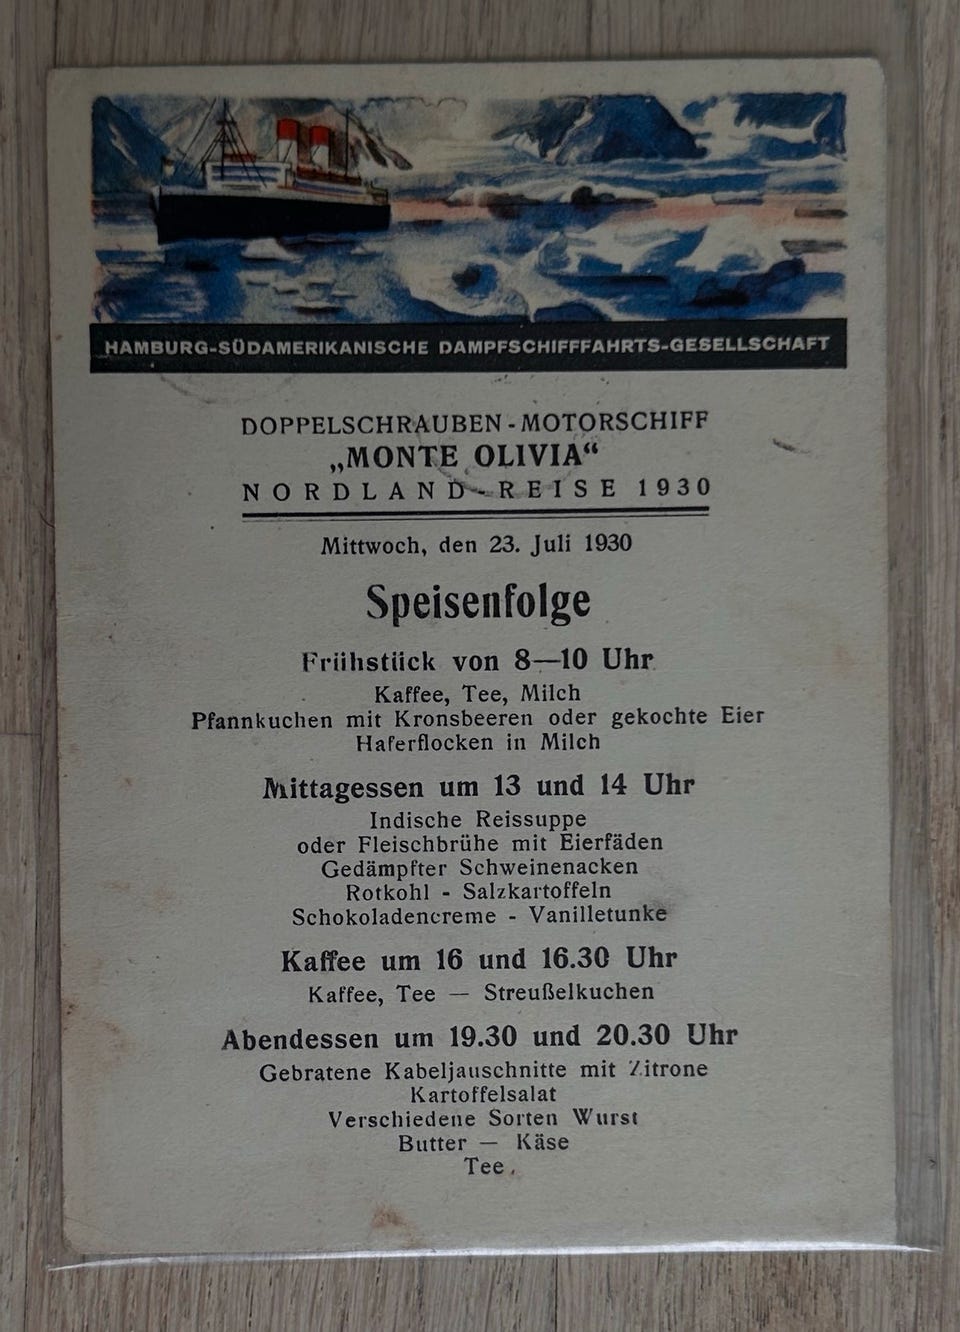 HAMBURG-SÜDAMERIKANISCHE DAMPFSCHIFFFAHRTS-GESELLSCHAFT
DOPPELSCHRAUBEN-MOTORSCHIFF
„MONTE OLIVIA“
NORDLAND-REISE 1930
Mittwoch, den 23. Juli 1930
Speisenfolge
Frühstück von 8—10 Uhr
Kaffee, Tee, Milch
Pfannkuchen mit Kronsbeeren oder gekochte Eier
Haferflocken in Milch
Mittagessen um 13 und 14 Uhr
Indische Reissuppe
oder Fleischbrühe mit Eierfäden
Gedämpfter Schweinenacken
Rotkohl - Salzkartoffeln
Schokoladencreme - Vanilletunke
Kaffee um 16 und 16.30 Uhr
Kaffee, Tee — Streußelkuchen
Abendessen um 19.30 und 20.30 Uhr
Gebratene Kabeljauschnitte mit Zitrone
Kartoffelsalat
Verschiedene Sorten Wurst
Butter — Käse
Tee.